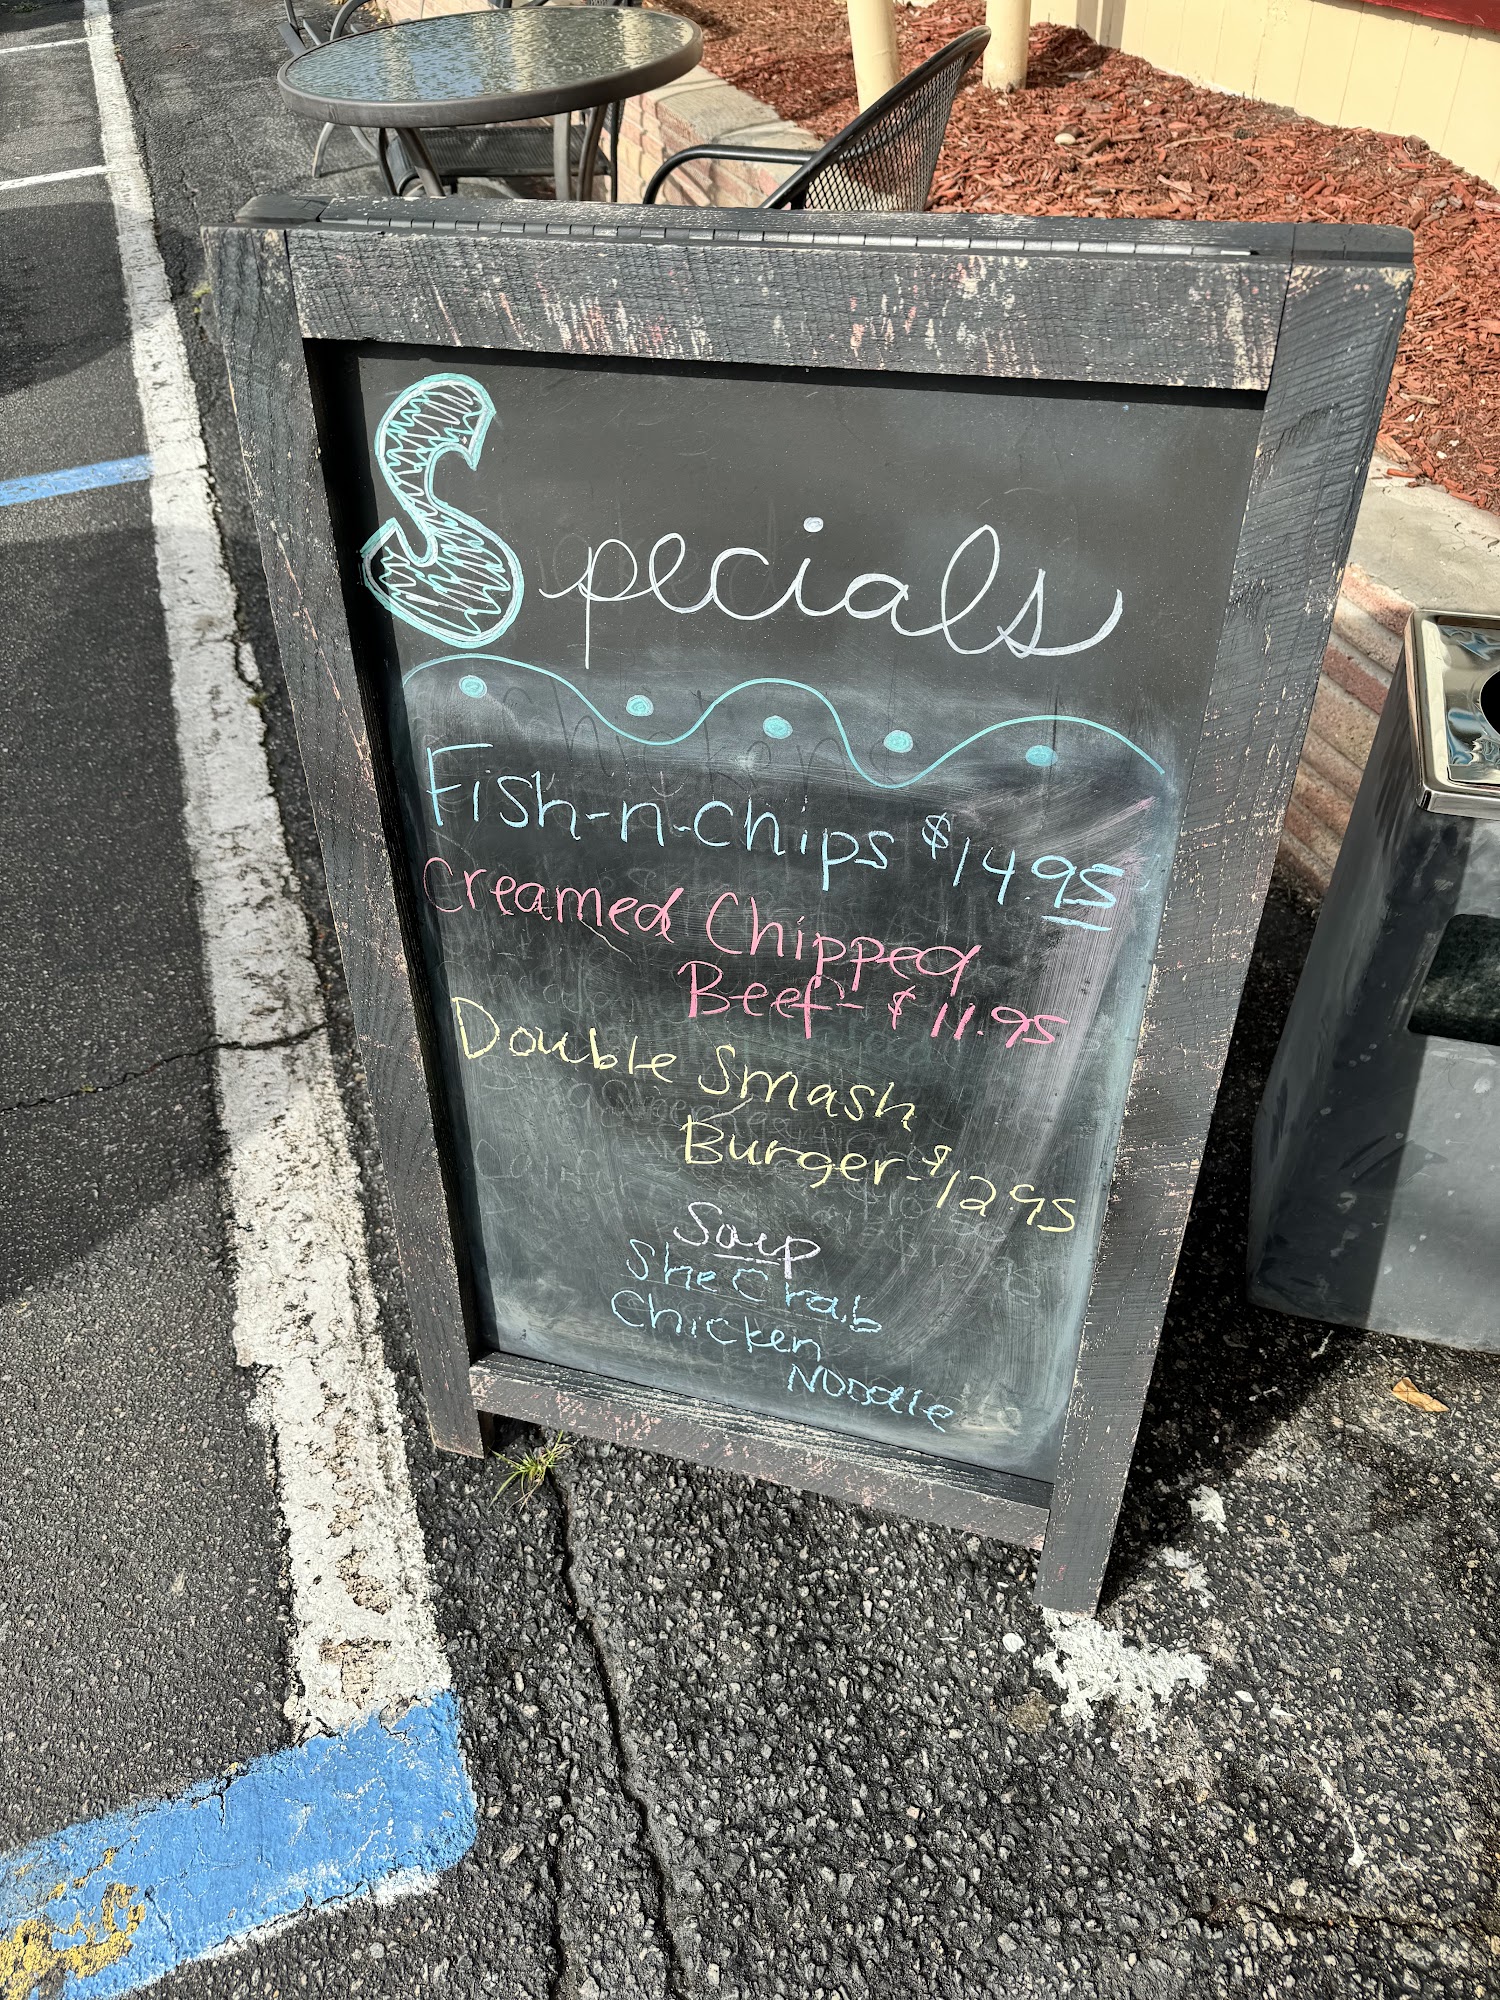 Specials
Fish-n-Chips $14.95
Creamed Chipped
Beef- $11.95
Double Smash
Burger-$12.95
Soup
She Crab
Chicken
Noodle